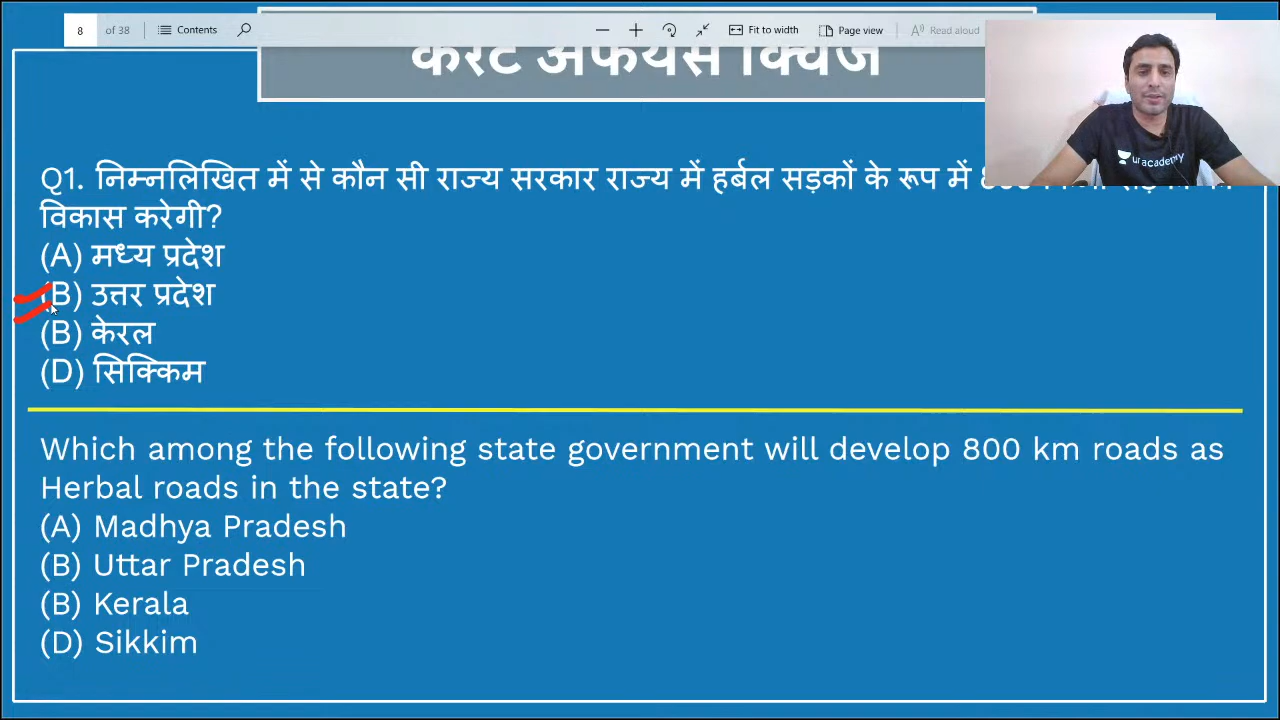 8 of 38 Contents Fit to width Page view Read aloud
करंट अफेयर्स क्विज
Q1. निम्नलिखित में से कौन सी राज्य सरकार राज्य में हर्बल सड़कों के रूप में
विकास करेगी?
(A) मध्य प्रदेश
(B) उत्तर प्रदेश
(B) केरल
(D) सिक्किम
Which among the following state government will develop 800 km roads as
Herbal roads in the state?
(A) Madhya Pradesh
(B) Uttar Pradesh
(B) Kerala
(D) Sikkim